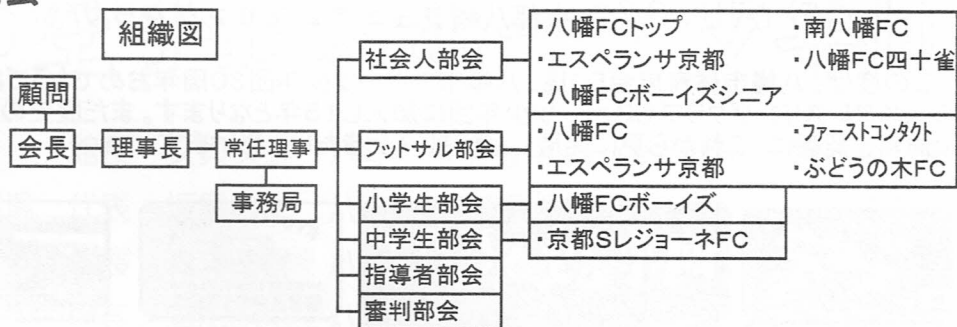 組織図
顧問
会長
理事長
常任理事
事務局
社会人部会
・八幡FCトップ ・南八幡FC
・エスペランサ京都 ・八幡FC四十雀
・八幡FCボーイズシニア
フットサル部会
・八幡FC ・ファーストコンタクト
・エスペランサ京都 ・ぶどうの木FC
小学生部会
・八幡FCボーイズ
中学生部会
・京都SレジョーネFC
指導者部会
審判部会